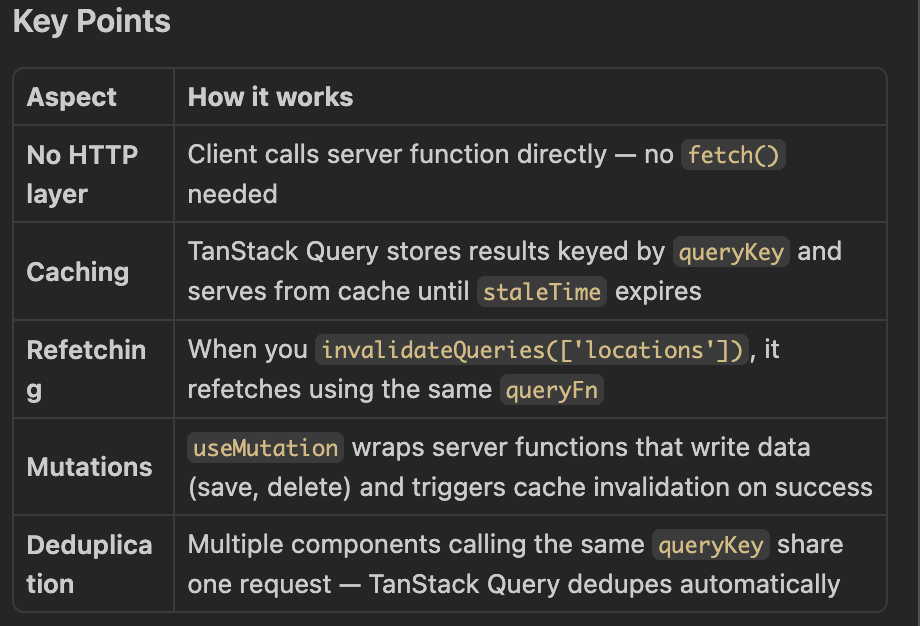 Key Points
Aspect
How it works
No HTTP
layer
Client calls server function directly — no fetch()
needed
Caching
TanStack Query stores results keyed by queryKey and
serves from cache until staleTime expires
Refetchin
g
When you invalidateQueries(['locations']), it
refetches using the same queryFn
Mutations
useMutation wraps server functions that write data
(save, delete) and triggers cache invalidation on success
Deduplica
tion
Multiple components calling the same queryKey share
one request — TanStack Query dedupes automatically